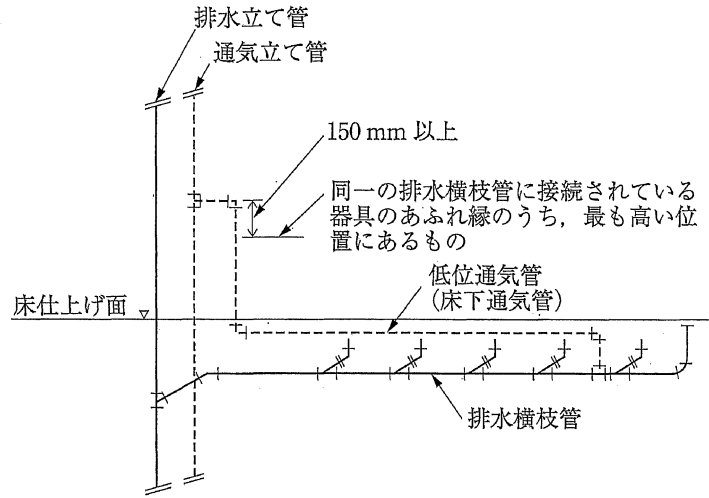 排水立て管
通気立て管
150 mm 以上
同一の排水横枝管に接続されている
器具のあふれ縁のうち，最も高い位
置にあるもの
低位通気管
（床下通気管）
床仕上げ面
排水横枝管